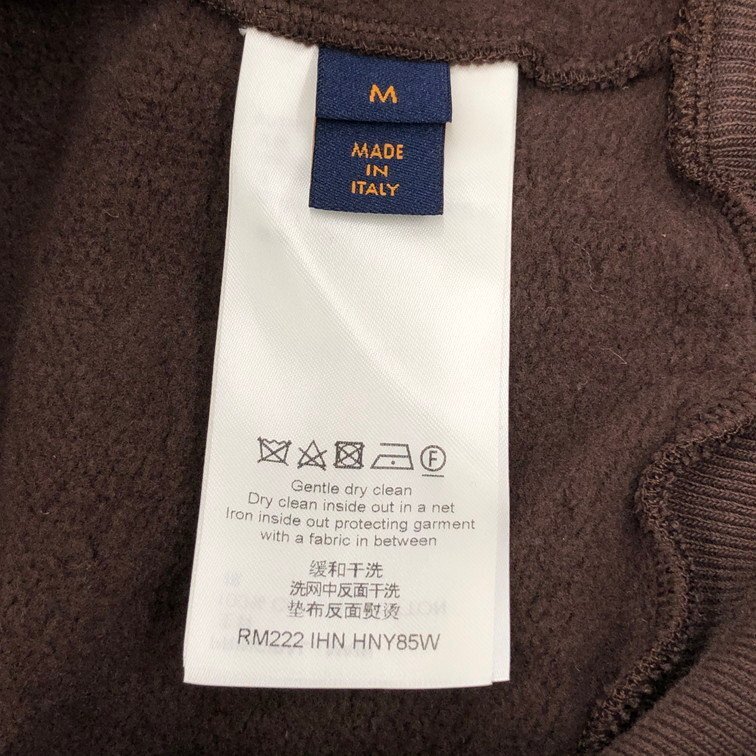 M
MADE
IN
ITALY
F
Gentle dry clean
Dry clean inside out in a net
Iron inside out protecting garment
with a fabric in between
缓和干洗
洗网中反面干洗
垫布反面熨烫
RM222 IHN HNY85W